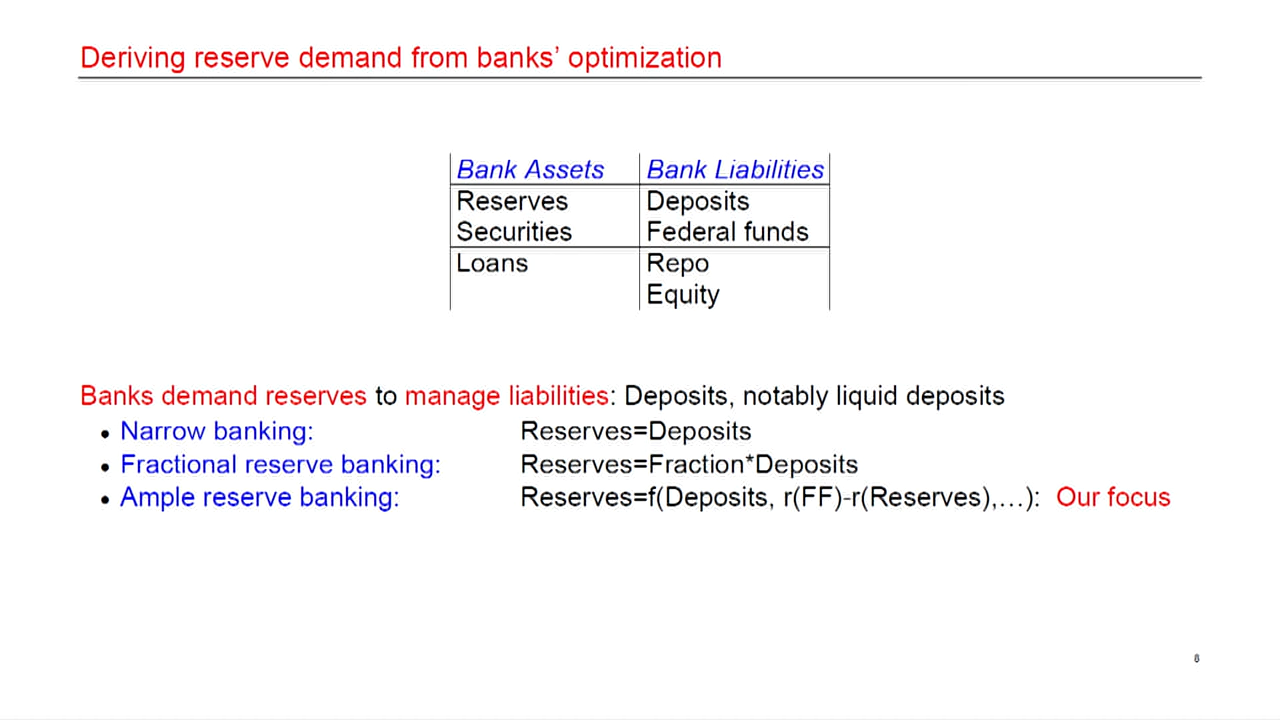 Deriving reserve demand from banks’ optimization
Bank Assets Bank Liabilities
Reserves Deposits
Securities Federal funds
Loans Repo
Equity
Banks demand reserves to manage liabilities: Deposits, notably liquid deposits
• Narrow banking: Reserves=Deposits
• Fractional reserve banking: Reserves=Fraction*Deposits
• Ample reserve banking: Reserves=f(Deposits, r(FF)-r(Reserves),…): Our focus
8